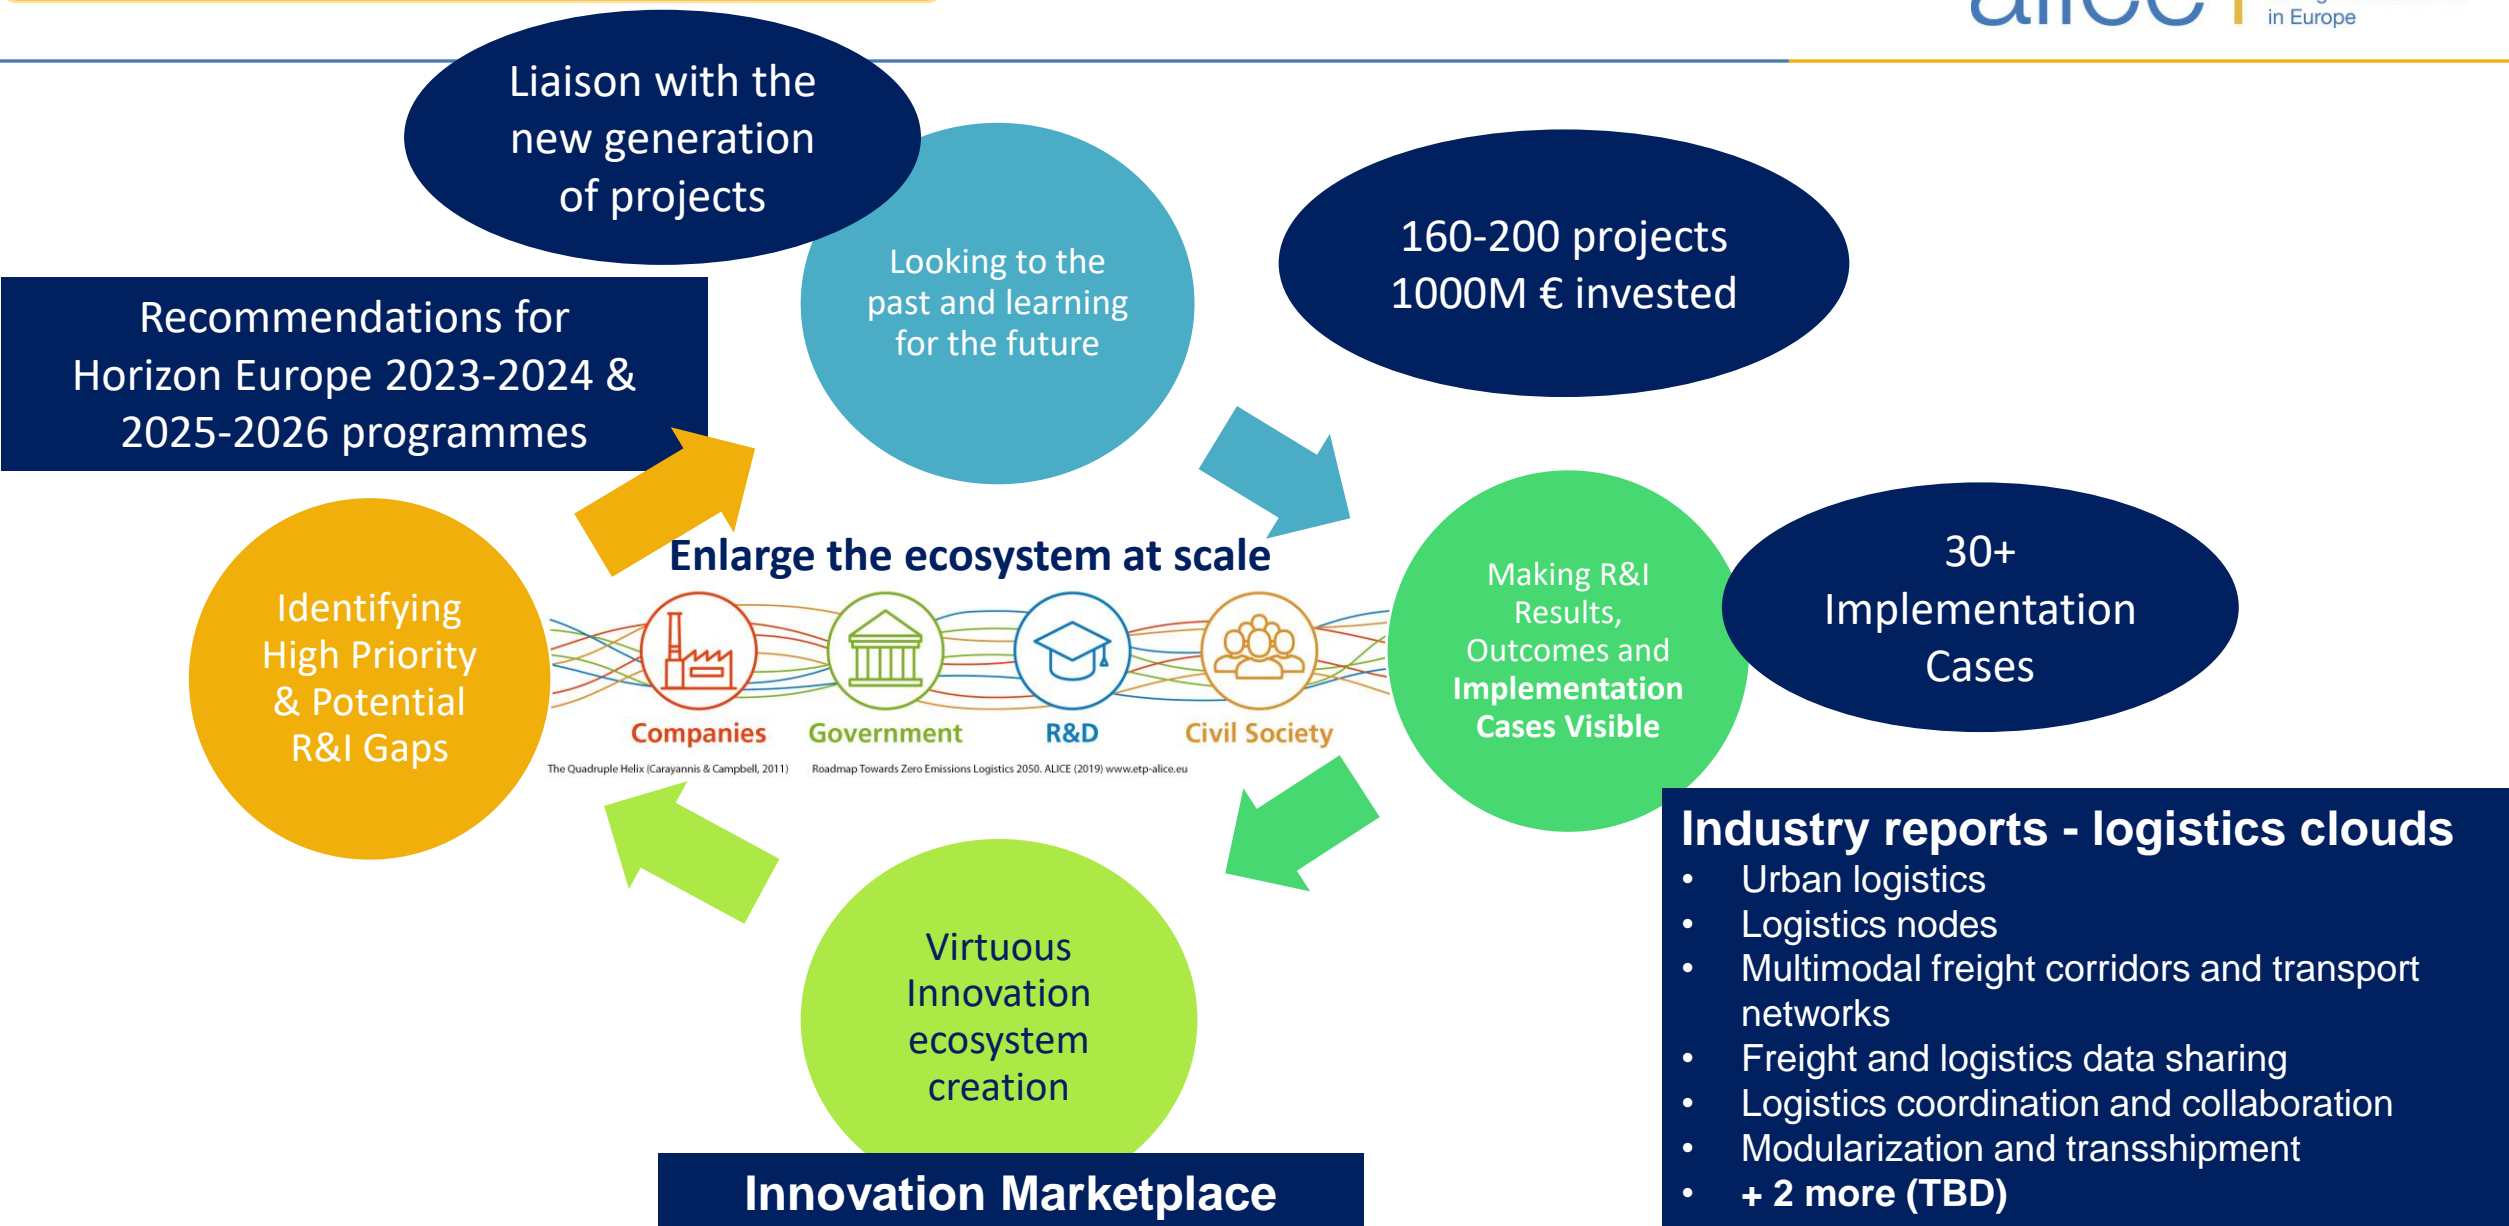 alice
in Europe
Liaison with the
new generation
of projects
Looking to the
past and learning
for the future
160-200 projects
1000M € invested
Recommendations for
Horizon Europe 2023-2024 &
2025-2026 programmes
Identifying
High Priority
& Potential
R&I Gaps
Enlarge the ecosystem at scale
Companies
Government
R&D
Civil Society
The Quadruple Helix (Carayannis & Campbell, 2011)
Roadmap Towards Zero Emissions Logistics 2050. ALICE (2019) www.etp-alice.eu
Making R&I
Results,
Outcomes and
Implementation
Cases Visible
30+
Implementation
Cases
Virtuous
Innovation
ecosystem
creation
Innovation Marketplace
Industry reports - logistics clouds
• Urban logistics
• Logistics nodes
• Multimodal freight corridors and transport
networks
• Freight and logistics data sharing
• Logistics coordination and collaboration
• Modularization and transshipment
• + 2 more (TBD)